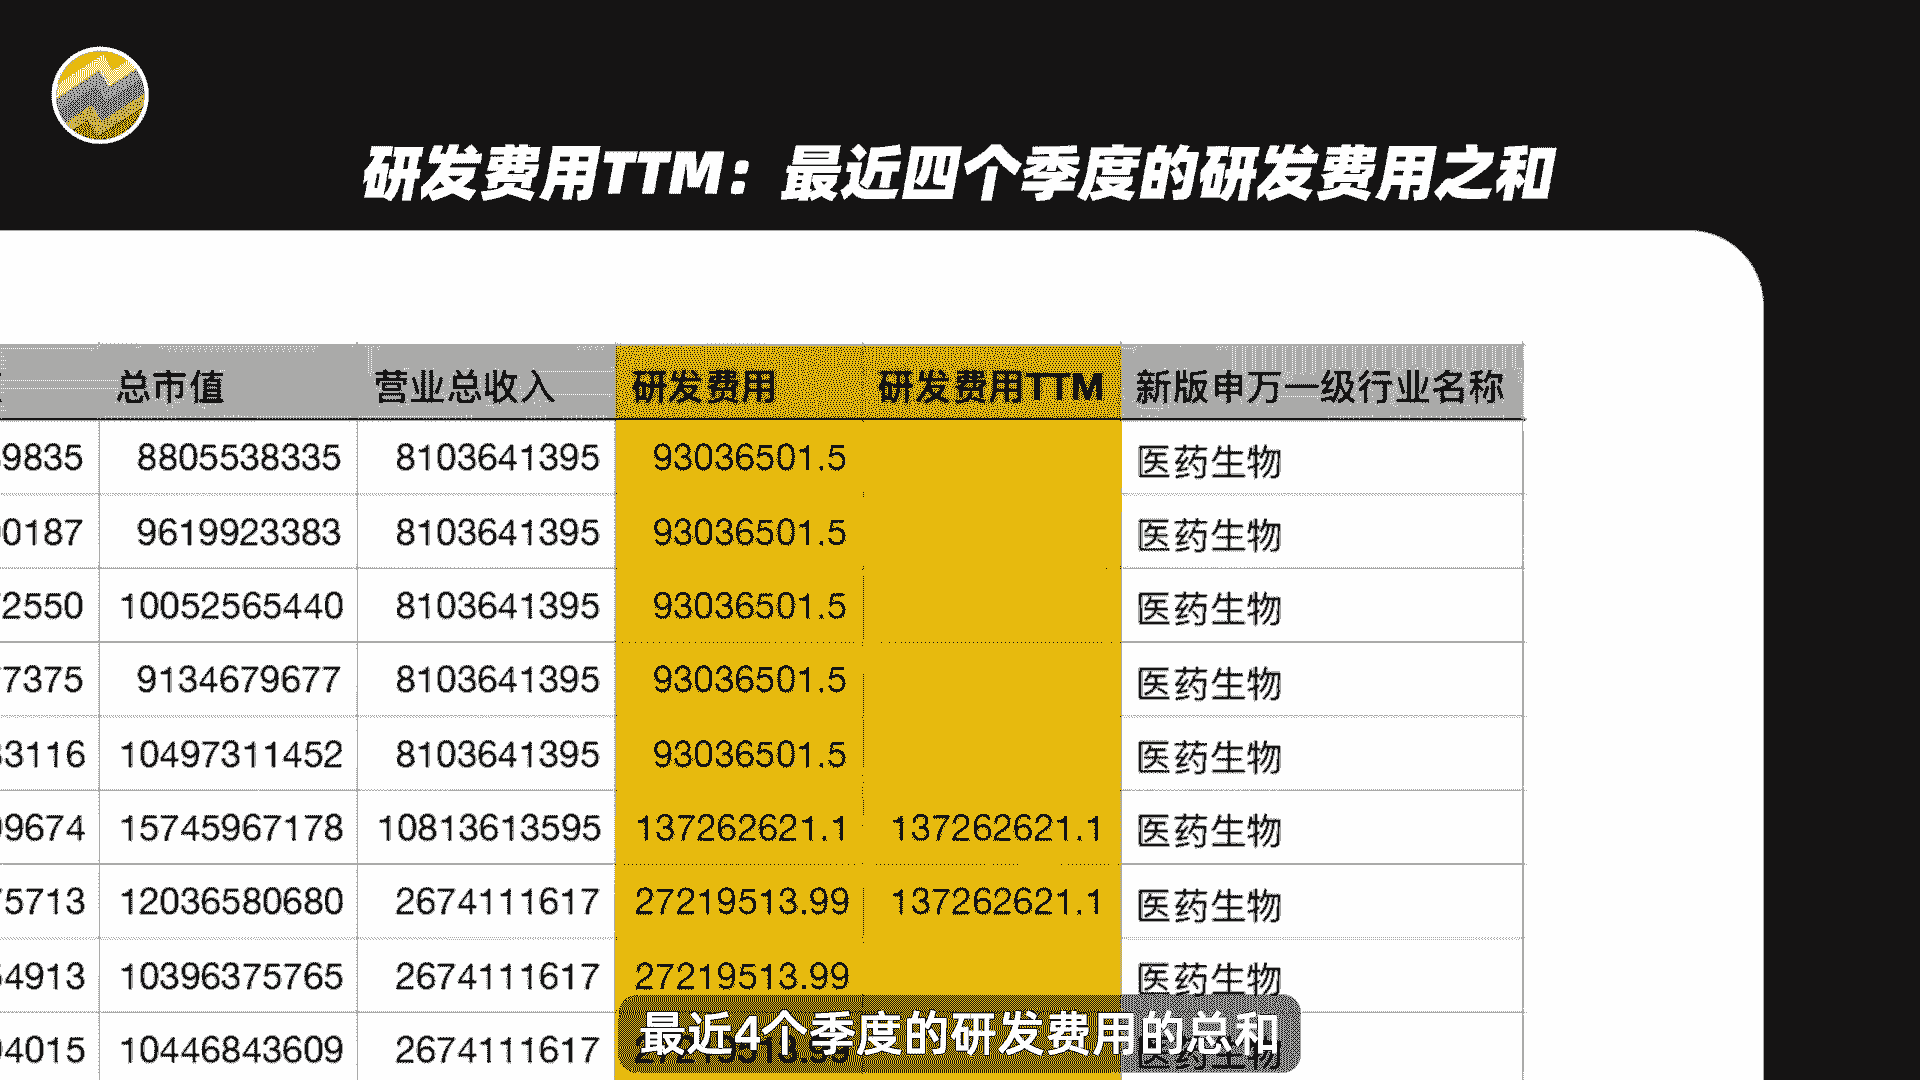 研发费用TTM：最近四个季度的研发费用之和
总市值 营业总收入 研发费用 研发费用TTM 新版申万一级行业名称
9835 8805538335 8103641395 93036501.5 医药生物
0187 9619923383 8103641395 93036501.5 医药生物
2550 10052565440 8103641395 93036501.5 医药生物
7375 9134679677 8103641395 93036501.5 医药生物
3116 10497311452 8103641395 93036501.5 医药生物
9674 15745967178 10813613595 137262621.1 137262621.1 医药生物
5713 12036580680 2674111617 27219513.99 137262621.1 医药生物
4913 10396375765 2674111617 27219513.99 医药生物
4015 10446843609 2674111617 27219513.99 医药生物
最近4个季度的研发费用的总和